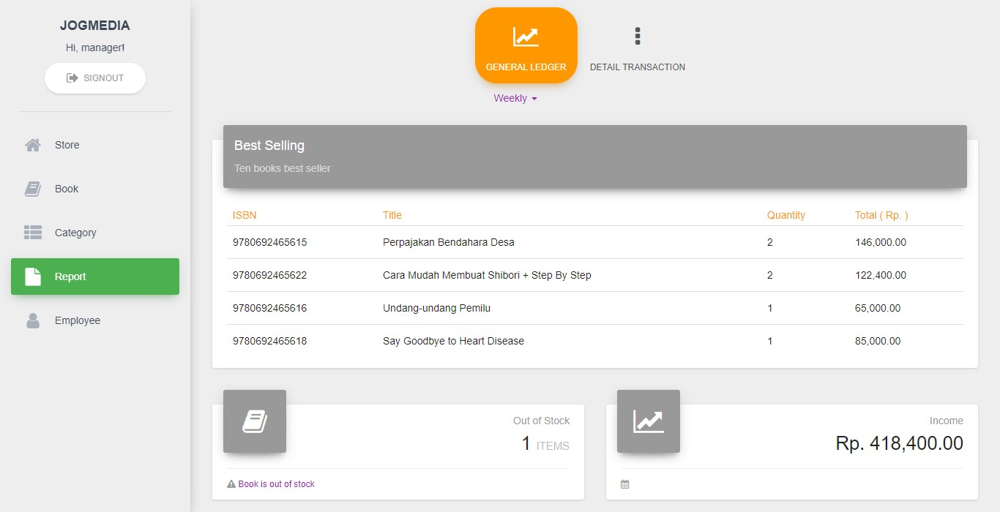 JOGMEDIA
Hi, manager!
SIGNOUT
Store
Book
Category
Report
Employee
GENERAL LEDGER
DETAIL TRANSACTION
Weekly
Best Selling
Ten books best seller
ISBN Title Quantity Total ( Rp. )
9780692465615 Perpajakan Bendahara Desa 2 146,000.00
9780692465622 Cara Mudah Membuat Shibori + Step By Step 2 122,400.00
9780692465616 Undang-undang Pemilu 1 65,000.00
9780692465618 Say Goodbye to Heart Disease 1 85,000.00
Out of Stock
1 ITEMS
Book is out of stock
Income
Rp. 418,400.00